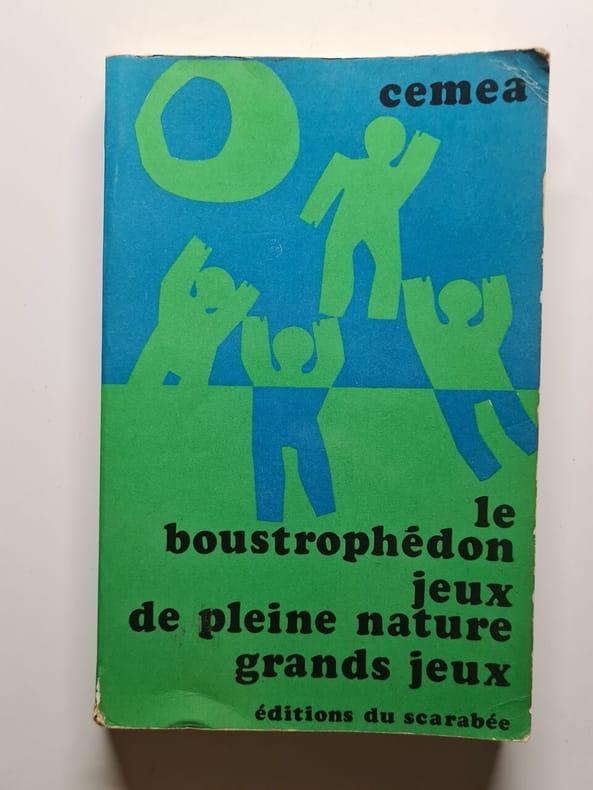 cemea
le
boustrophédon
jeux
de pleine nature
grands jeux
éditions du scarabée